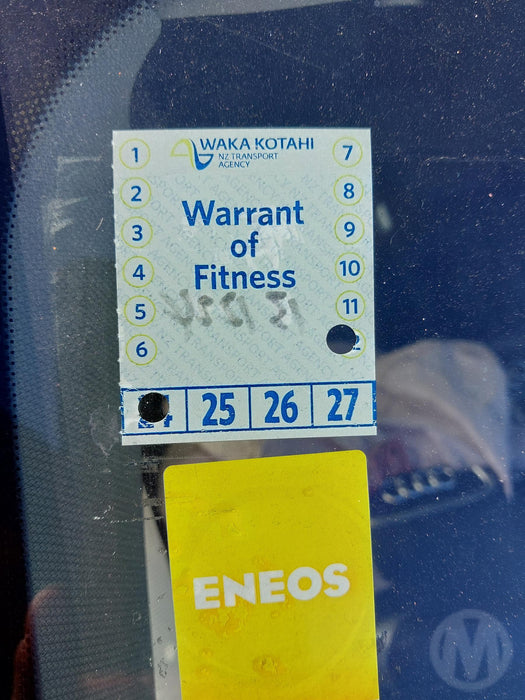 WAKA KOTAHI
NZ TRANSPORT
AGENCY
1 7
2 8
3 9
4 10
5 11
6 2
Warrant
of
Fitness
25 26 27
ENEOS
M